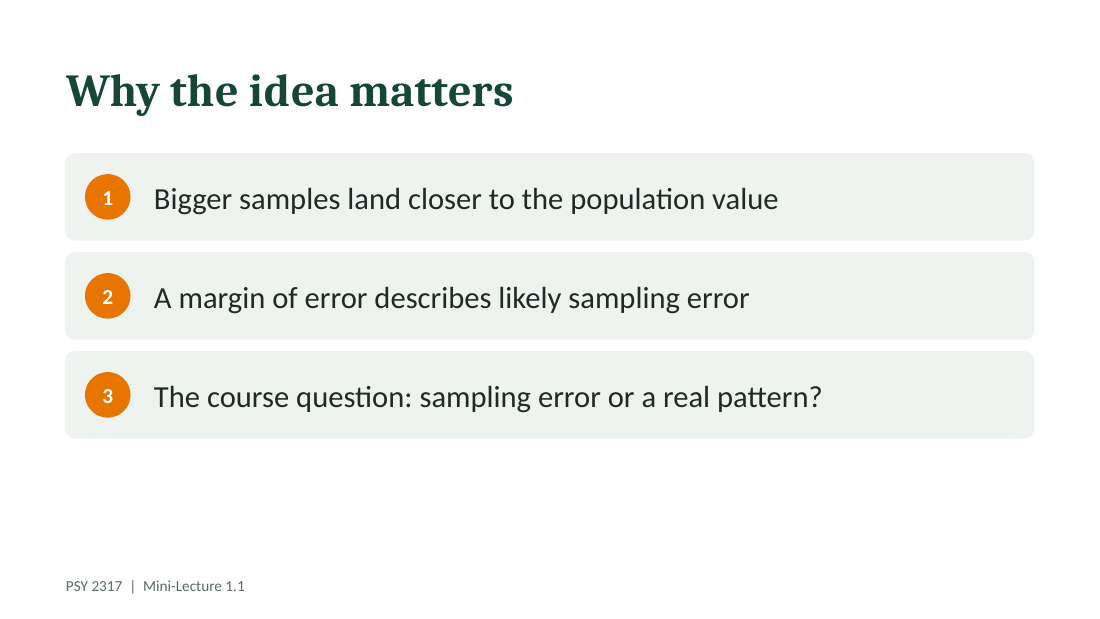 Why the idea matters
1 Bigger samples land closer to the population value
2 A margin of error describes likely sampling error
3 The course question: sampling error or a real pattern?
PSY 2317 | Mini-Lecture 1.1